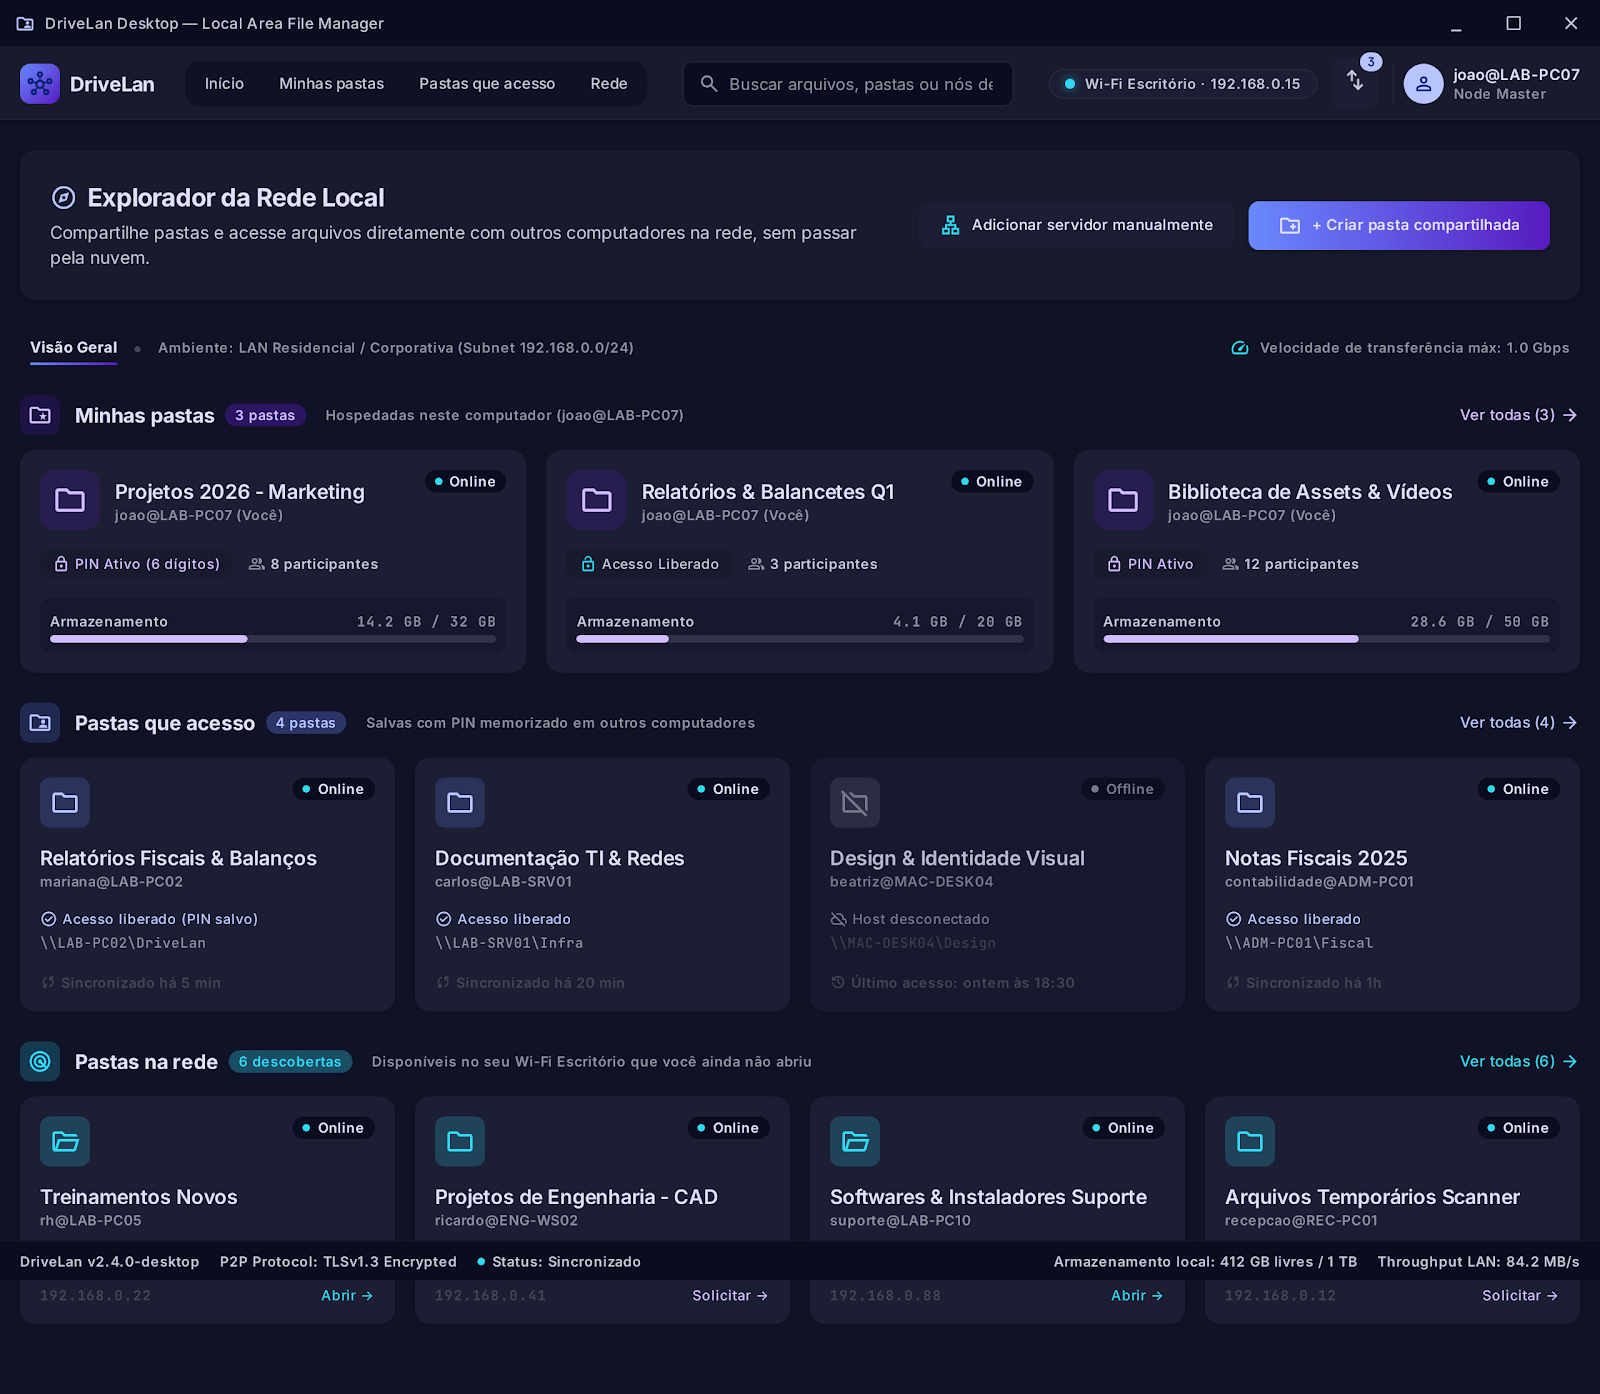 DriveLan Desktop — Local Area File Manager
DriveLan
Início
Minhas pastas
Pastas que acesso
Rede
Buscar arquivos, pastas ou nós de
Wi-Fi Escritório · 192.168.0.15
3
joao@LAB-PC07
Node Master
Explorador da Rede Local
Compartilhe pastas e acesse arquivos diretamente com outros computadores na rede, sem passar
pela nuvem.
Adicionar servidor manualmente
+ Criar pasta compartilhada
Visão Geral
Ambiente: LAN Residencial / Corporativa (Subnet 192.168.0.0/24)
Velocidade de transferência máx: 1.0 Gbps
Minhas pastas
3 pastas
Hospedadas neste computador (joao@LAB-PC07)
Ver todas (3) →
Projetos 2026 - Marketing
joao@LAB-PC07 (Você)
Online
PIN Ativo (6 dígitos)
8 participantes
Armazenamento
14.2 GB / 32 GB
Relatórios & Balancetes Q1
joao@LAB-PC07 (Você)
Online
Acesso Liberado
3 participantes
Armazenamento
4.1 GB / 20 GB
Biblioteca de Assets & Vídeos
joao@LAB-PC07 (Você)
Online
PIN Ativo
12 participantes
Armazenamento
28.6 GB / 50 GB
Pastas que acesso
4 pastas
Salvas com PIN memorizado em outros computadores
Ver todas (4) →
Online
Relatórios Fiscais & Balanços
mariana@LAB-PC02
Acesso liberado (PIN salvo)
\\LAB-PC02\DriveLan
Sincronizado há 5 min
Online
Documentação TI & Redes
carlos@LAB-SRV01
Acesso liberado
\\LAB-SRV01\Infra
Sincronizado há 20 min
Offline
Design & Identidade Visual
beatriz@MAC-DESK04
Host desconectado
\\MAC-DESK04\Design
Último acesso: ontem às 18:30
Online
Notas Fiscais 2025
contabilidade@ADM-PC01
Acesso liberado
\\ADM-PC01\Fiscal
Sincronizado há 1h
Pastas na rede
6 descobertas
Disponíveis no seu Wi-Fi Escritório que você ainda não abriu
Ver todas (6) →
Online
Treinamentos Novos
rh@LAB-PC05
Online
Projetos de Engenharia - CAD
ricardo@ENG-WS02
Online
Softwares & Instaladores Suporte
suporte@LAB-PC10
Online
Arquivos Temporários Scanner
recepcao@REC-PC01
DriveLan v2.4.0-desktop
P2P Protocol: TLSv1.3 Encrypted
Status: Sincronizado
Armazenamento local: 412 GB livres / 1 TB
Throughput LAN: 84.2 MB/s
192.168.0.22
Abrir →
192.168.0.41
Solicitar →
192.168.0.88
Abrir →
192.168.0.12
Solicitar →